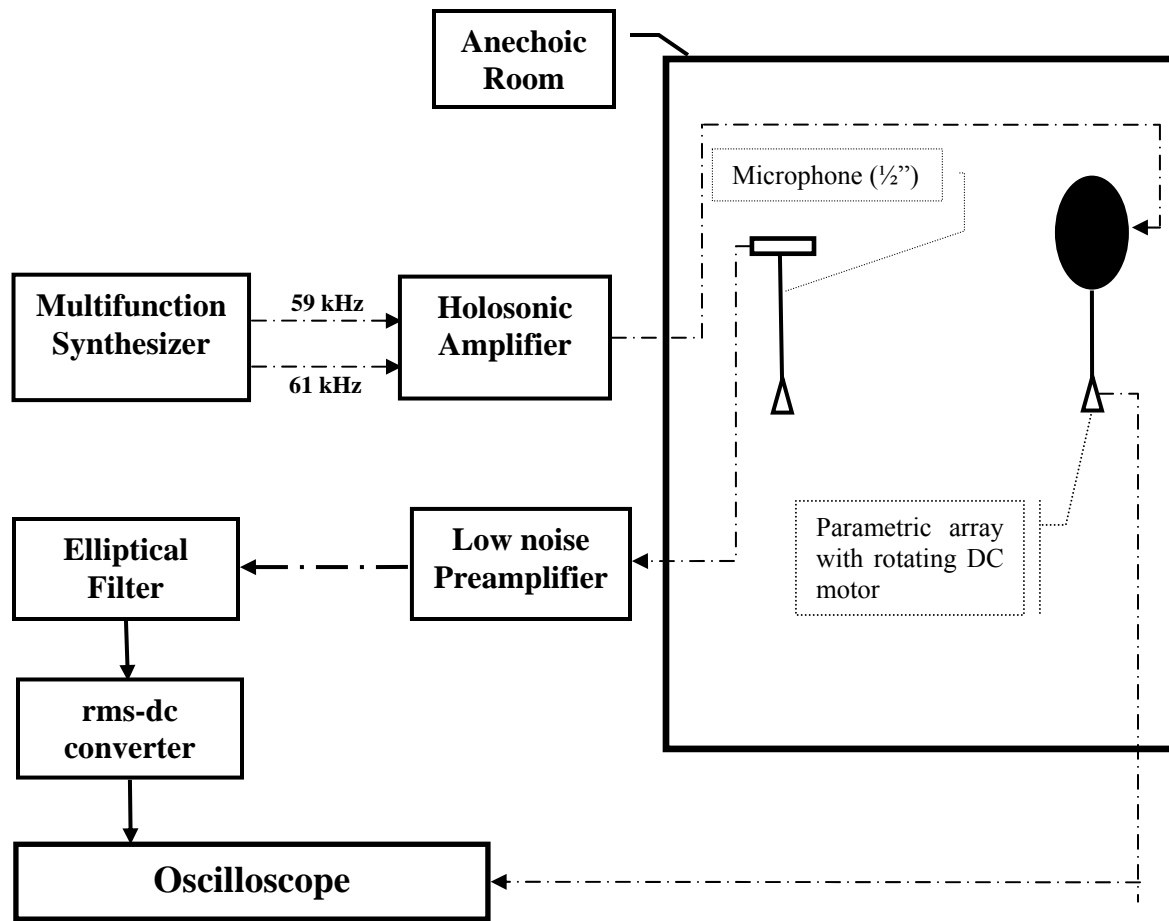 Anechoic
Room
Microphone (½”)
Multifunction
Synthesizer
59 kHz
61 kHz
Holosonic
Amplifier
Parametric array
with rotating DC
motor
Elliptical
Filter
Low noise
Preamplifier
rms-dc
converter
Oscilloscope